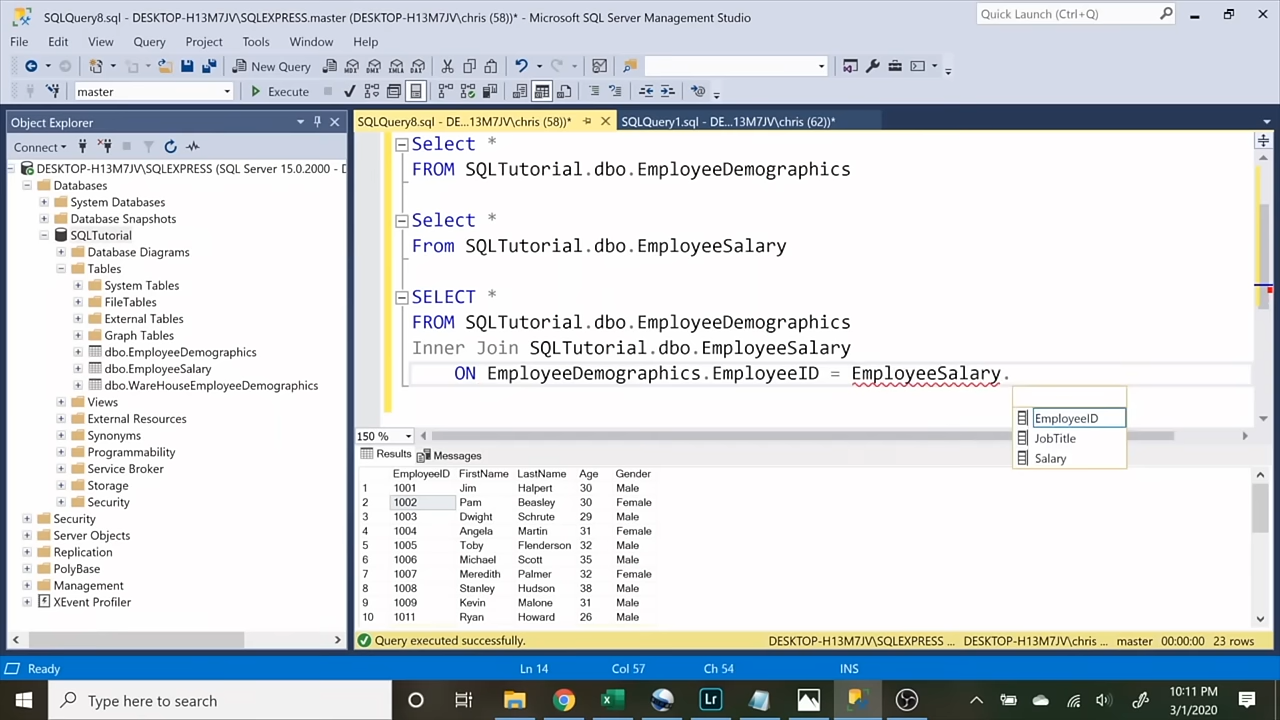 SQLQuery8.sql - DESKTOP-H13M7JV\SQLEXPRESS.master (DESKTOP-H13M7JV\chris (58))* - Microsoft SQL Server Management Studio
Quick Launch (Ctrl+Q)
File Edit View Query Project Tools Window Help
New Query MDX DMX XMLA DAX
master Execute
Object Explorer
SQLQuery8.sql - DE...13M7JV\chris (58))* SQLQuery1.sql - DE...13M7JV\chris (62))*
Connect
DESKTOP-H13M7JV\SQLEXPRESS (SQL Server 15.0.2000 - D
Databases
System Databases
Database Snapshots
SQLTutorial
Database Diagrams
Tables
System Tables
FileTables
External Tables
Graph Tables
dbo.EmployeeDemographics
dbo.EmployeeSalary
dbo.WareHouseEmployeeDemographics
Views
External Resources
Synonyms
Programmability
Service Broker
Storage
Security
Security
Server Objects
Replication
PolyBase
Management
XEvent Profiler
Select *
FROM SQLTutorial.dbo.EmployeeDemographics
Select *
From SQLTutorial.dbo.EmployeeSalary
SELECT *
FROM SQLTutorial.dbo.EmployeeDemographics
Inner Join SQLTutorial.dbo.EmployeeSalary
ON EmployeeDemographics.EmployeeID = EmployeeSalary.
EmployeeID
JobTitle
Salary
150 %
Results Messages
EmployeeID FirstName LastName Age Gender
1 1001 Jim Halpert 30 Male
2 1002 Pam Beasley 30 Female
3 1003 Dwight Schrute 29 Male
4 1004 Angela Martin 31 Female
5 1005 Toby Flenderson 32 Male
6 1006 Michael Scott 35 Male
7 1007 Meredith Palmer 32 Female
8 1008 Stanley Hudson 38 Male
9 1009 Kevin Malone 31 Male
10 1011 Ryan Howard 26 Male
Query executed successfully. DESKTOP-H13M7JV\SQLEXPRESS ... DESKTOP-H13M7JV\chris ... master 00:00:00 23 rows
Ready Ln 14 Col 57 Ch 54 INS
Type here to search
Lr
10:11 PM
3/1/2020